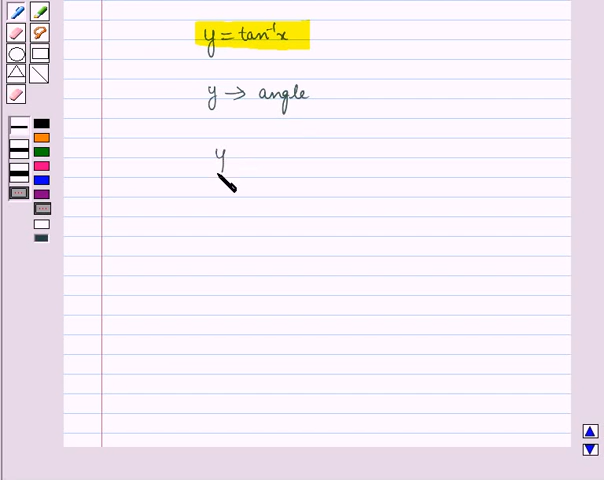 y = tan⁻¹x
y → angle
y